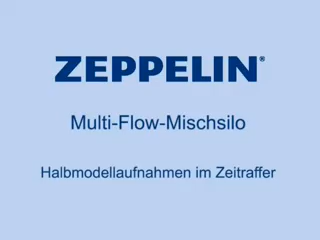 ZEPPELIN®
Multi-Flow-Mischsilo
Halbmodellaufnahmen im Zeitraffer